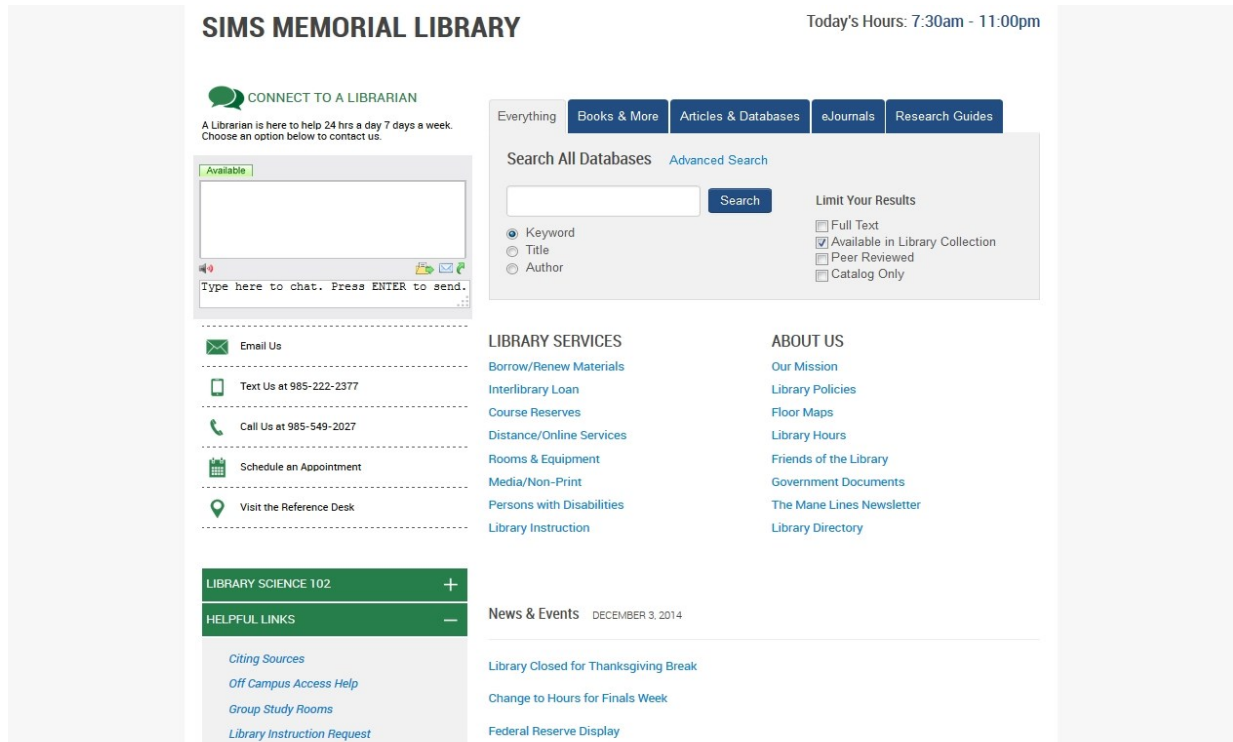 SIMS MEMORIAL LIBRARY
Today's Hours: 7:30am - 11:00pm
CONNECT TO A LIBRARIAN
A Librarian is here to help 24 hrs a day 7 days a week.
Choose an option below to contact us.
Available
Type here to chat. Press ENTER to send.
Email Us
Text Us at 985-222-2377
Call Us at 985-549-2027
Schedule an Appointment
Visit the Reference Desk
LIBRARY SCIENCE 102
HELPFUL LINKS
Citing Sources
Off Campus Access Help
Group Study Rooms
Library Instruction Request
Everything
Books & More
Articles & Databases
eJournals
Research Guides
Search All Databases
Advanced Search
Search
Keyword
Title
Author
Limit Your Results
Full Text
Available in Library Collection
Peer Reviewed
Catalog Only
LIBRARY SERVICES
Borrow/Renew Materials
Interlibrary Loan
Course Reserves
Distance/Online Services
Rooms & Equipment
Media/Non-Print
Persons with Disabilities
Library Instruction
ABOUT US
Our Mission
Library Policies
Floor Maps
Library Hours
Friends of the Library
Government Documents
The Mane Lines Newsletter
Library Directory
News & Events DECEMBER 3, 2014
Library Closed for Thanksgiving Break
Change to Hours for Finals Week
Federal Reserve Display